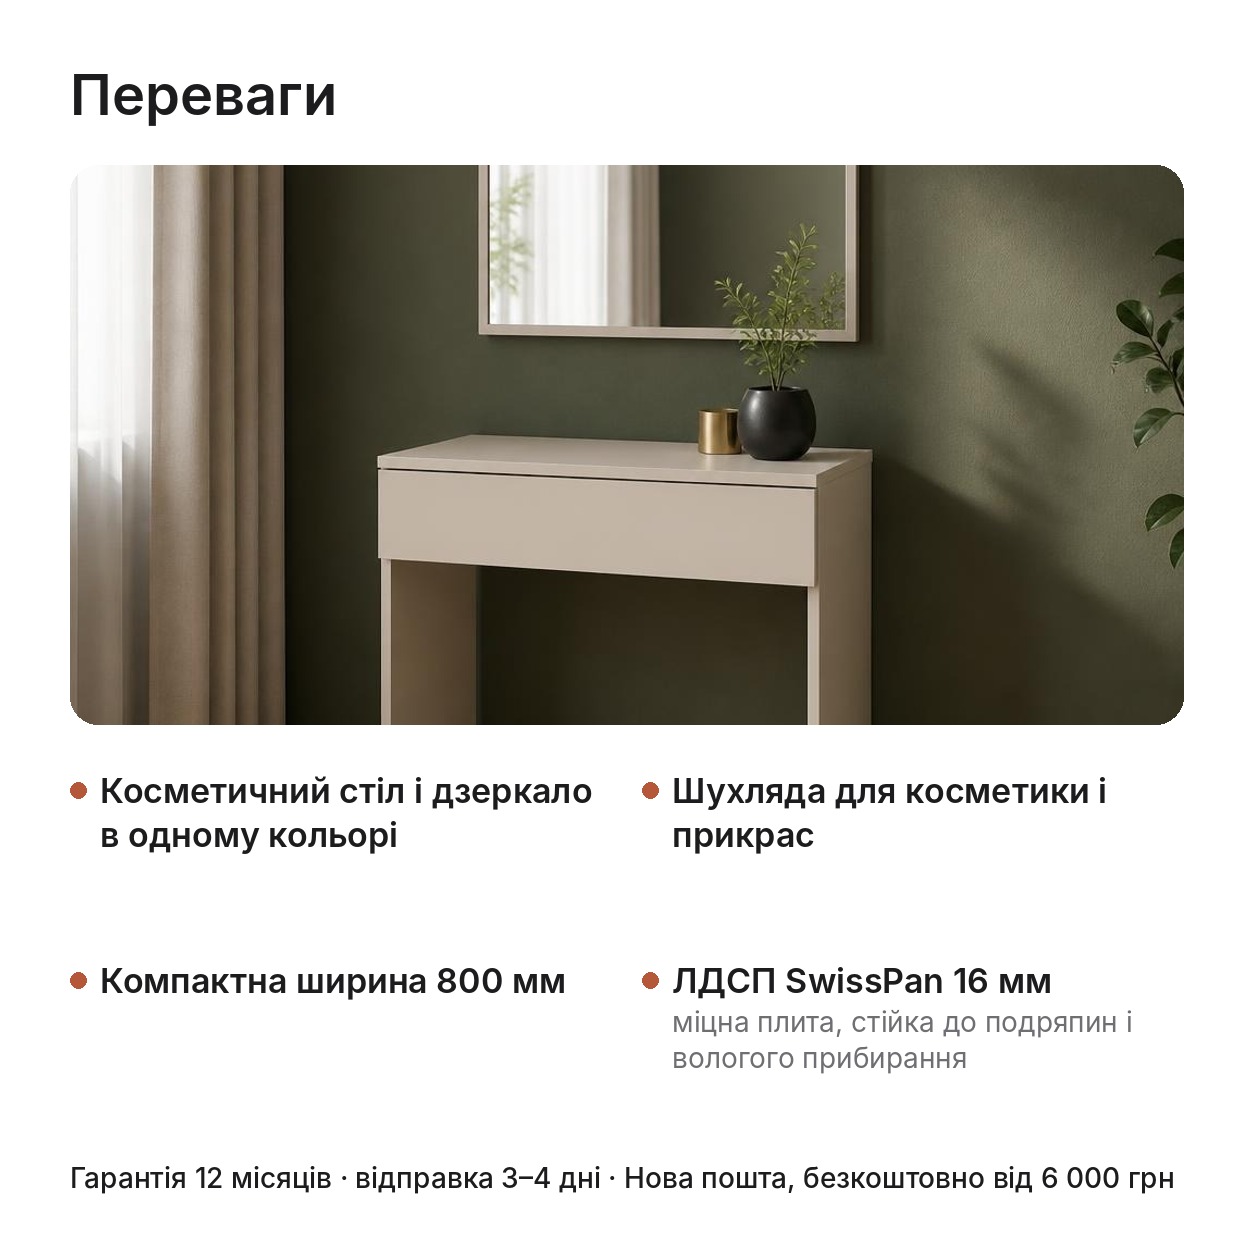 Переваги
Косметичний стіл і дзеркало
в одному кольорі
Шухляда для косметики і
прикрас
Компактна ширина 800 мм
ЛДСП SwissPan 16 мм
міцна плита, стійка до подряпин і
вологого прибирання
Гарантія 12 місяців · відправка 3–4 дні · Нова пошта, безкоштовно від 6 000 грн